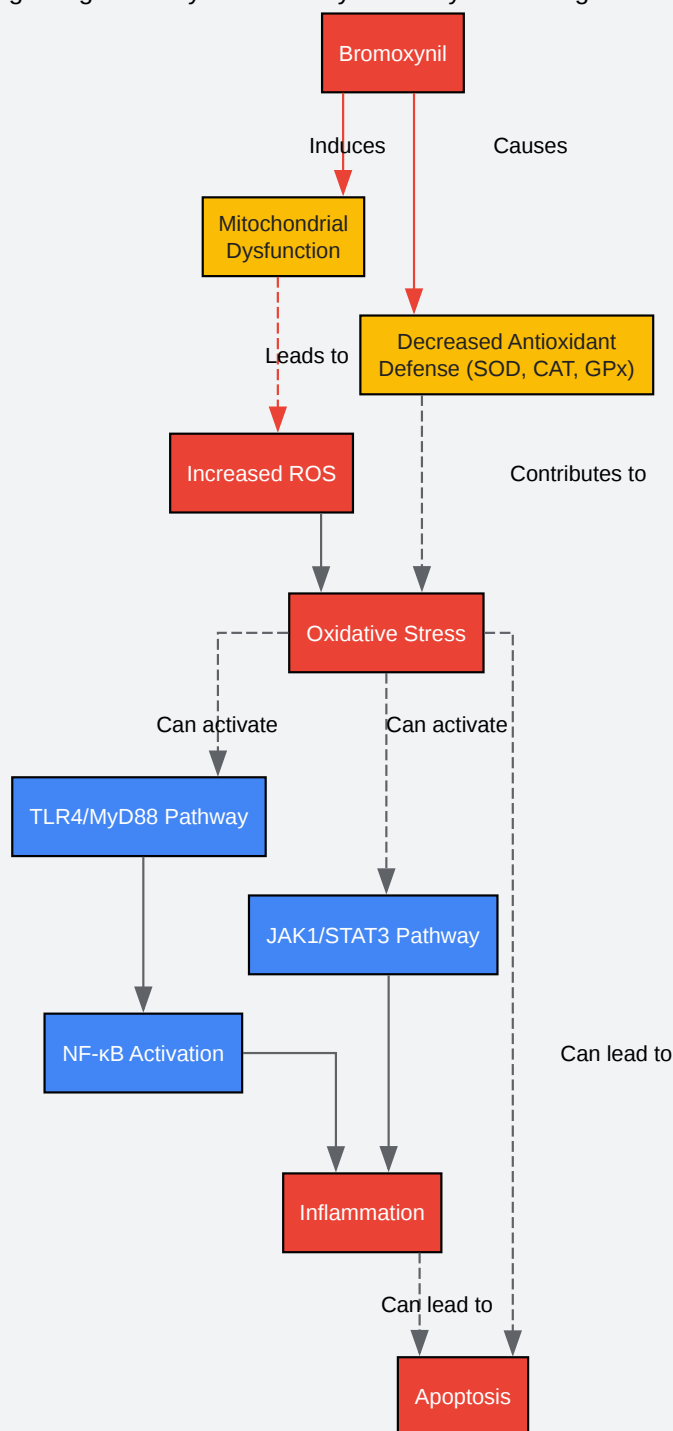 Bromoxynil
Induces
Causes
Mitochondrial
Dysfunction
Decreased Antioxidant
Defense (SOD, CAT, GPx)
Leads to
Increased ROS
Contributes to
Oxidative Stress
Can activate
Can activate
TLR4/MyD88 Pathway
JAK1/STAT3 Pathway
NF-κB Activation
Can lead to
Inflammation
Can lead to
Apoptosis